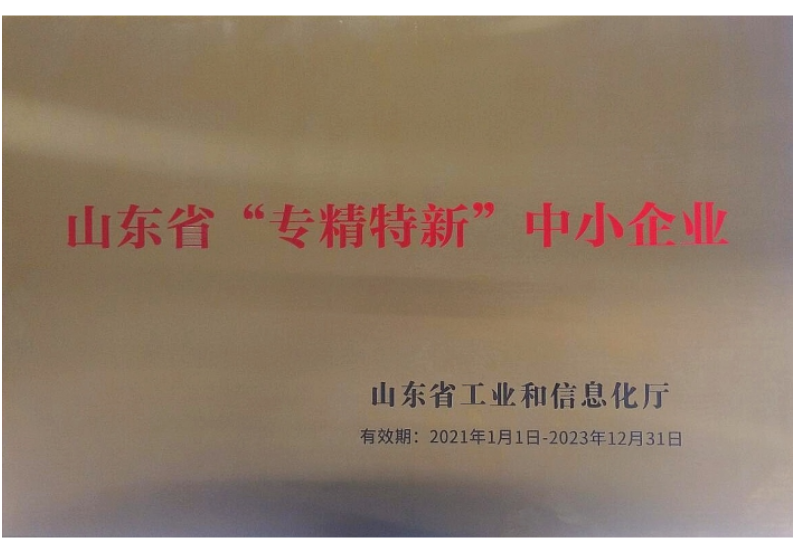 山东省“专精特新”中小企业
山东省工业和信息化厅
有效期：2021年1月1日-2023年12月31日